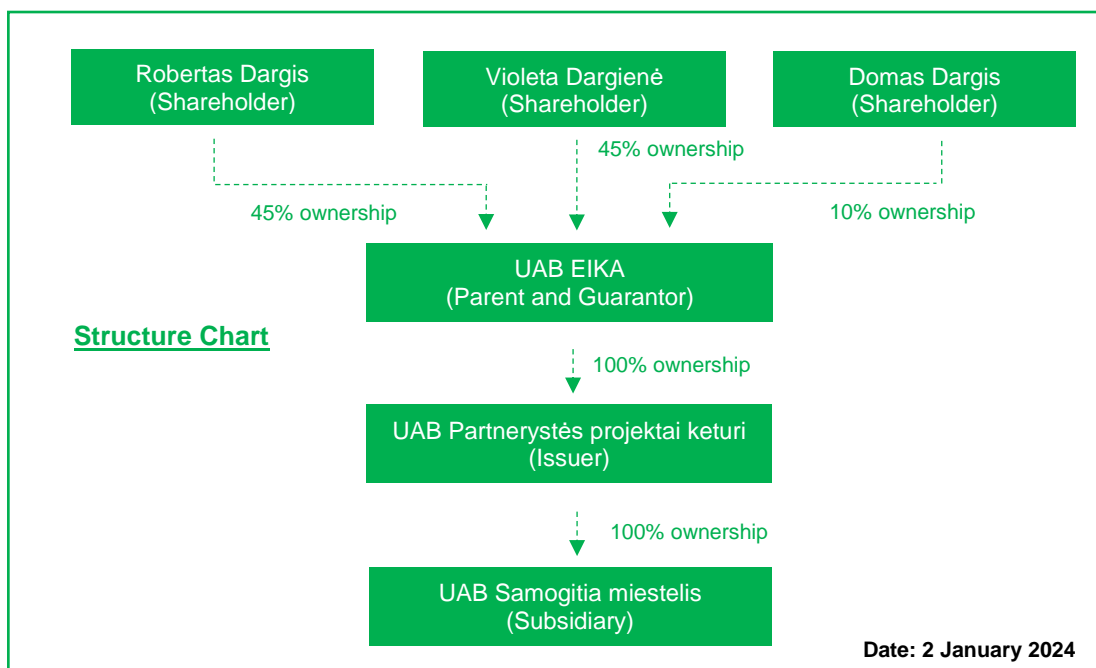 Robertas Dargis
(Shareholder)
Violeta Dargienė
(Shareholder)
Domas Dargis
(Shareholder)
45% ownership
45% ownership
10% ownership
UAB EIKA
(Parent and Guarantor)
Structure Chart
100% ownership
UAB Partnerystės projektai keturi
(Issuer)
100% ownership
UAB Samogitia miestelis
(Subsidiary)
Date: 2 January 2024